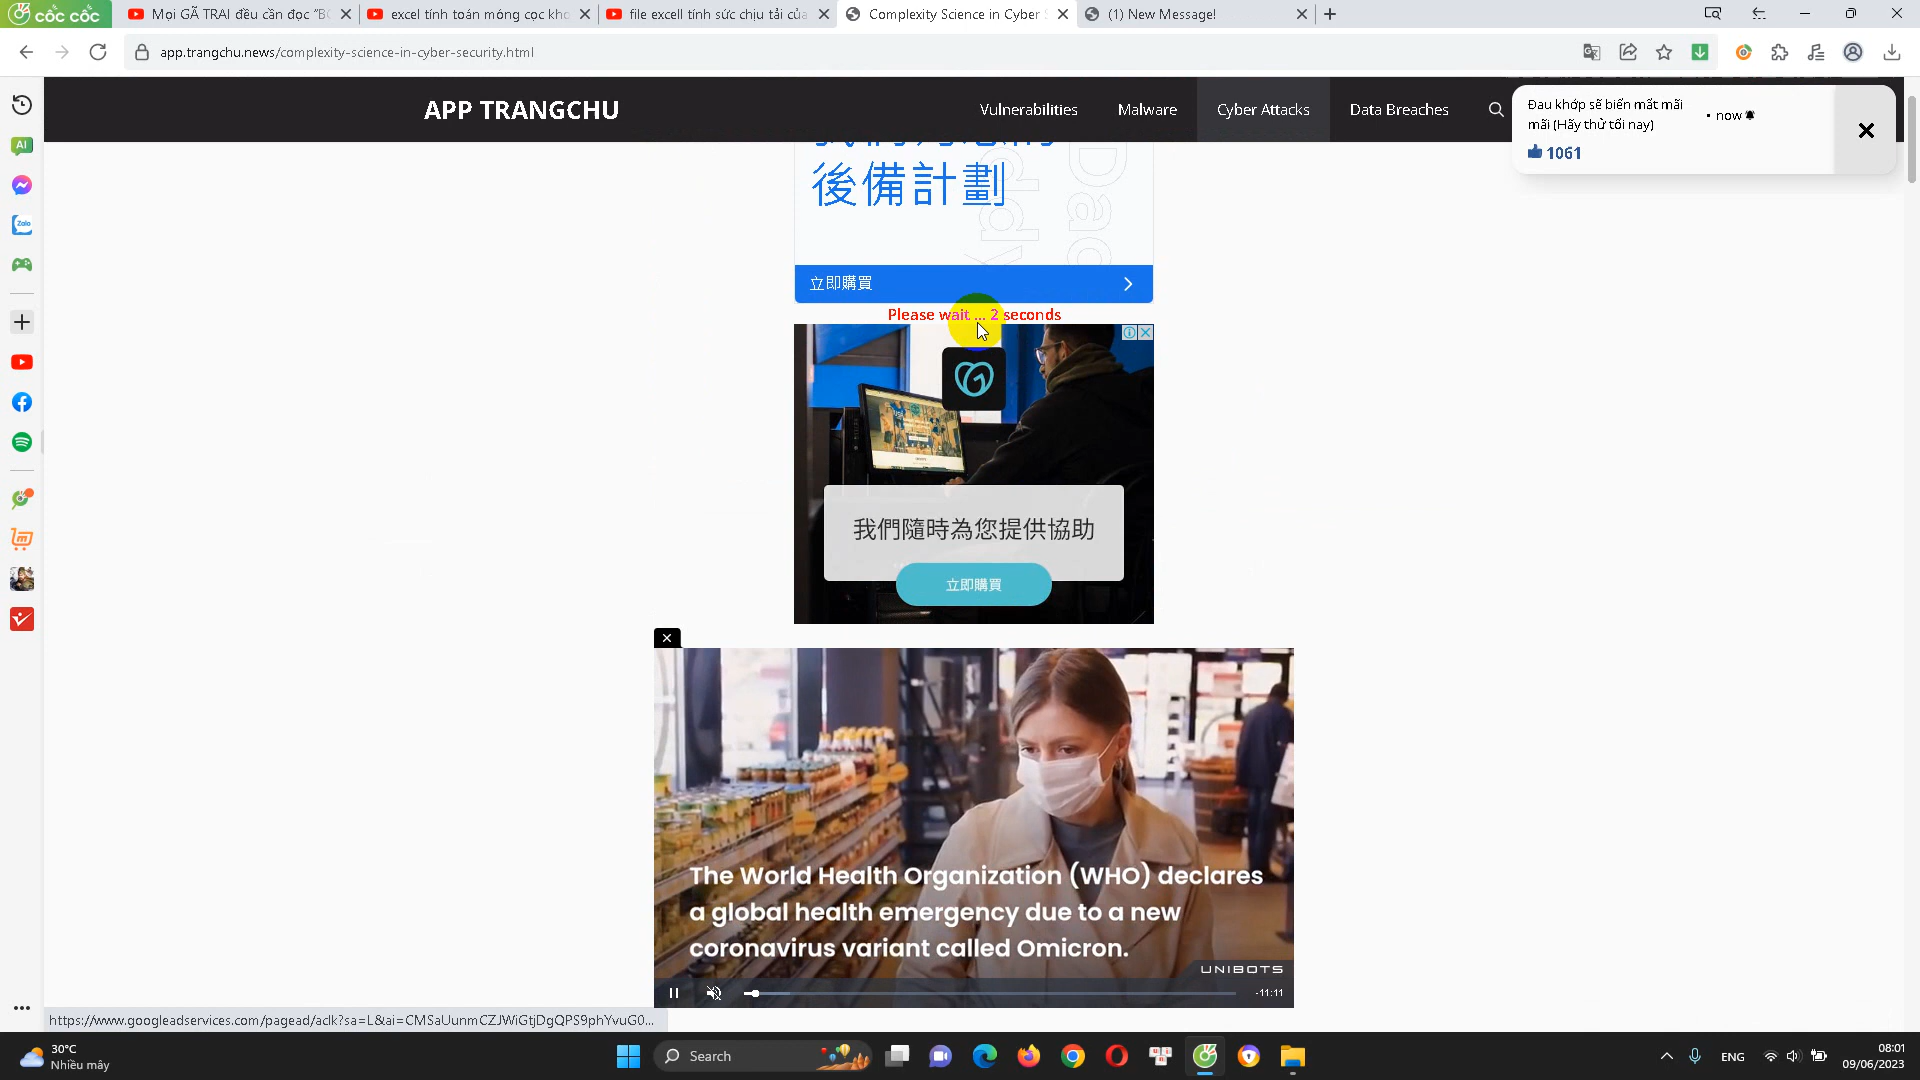 cốc cốc
Mọi GÃ TRAI đều cần đọc "BC
excel tính toán móng cọc kho
file excell tính sức chịu tải của
Complexity Science in Cyber S
(1) New Message!
app.trangchu.news/complexity-science-in-cyber-security.html
APP TRANGCHU
Vulnerabilities
Malware
Cyber Attacks
Data Breaches
Đau khớp sẽ biến mất mãi
mãi (Hãy thử tối nay)
• now
1061
AI
Zalo
後備計劃
立即購買
Please wait ... 2 seconds
我們隨時為您提供協助
立即購買
The World Health Organization (WHO) declares
a global health emergency due to a new
coronavirus variant called Omicron.
UNIBOTS
-11:11
https://www.googleadservices.com/pagead/aclk?sa=L&ai=CMSaUunmCZJWiGtjDgQPS9phYvuG0...
30°C
Nhiều mây
Search
ENG
08:01
09/06/2023